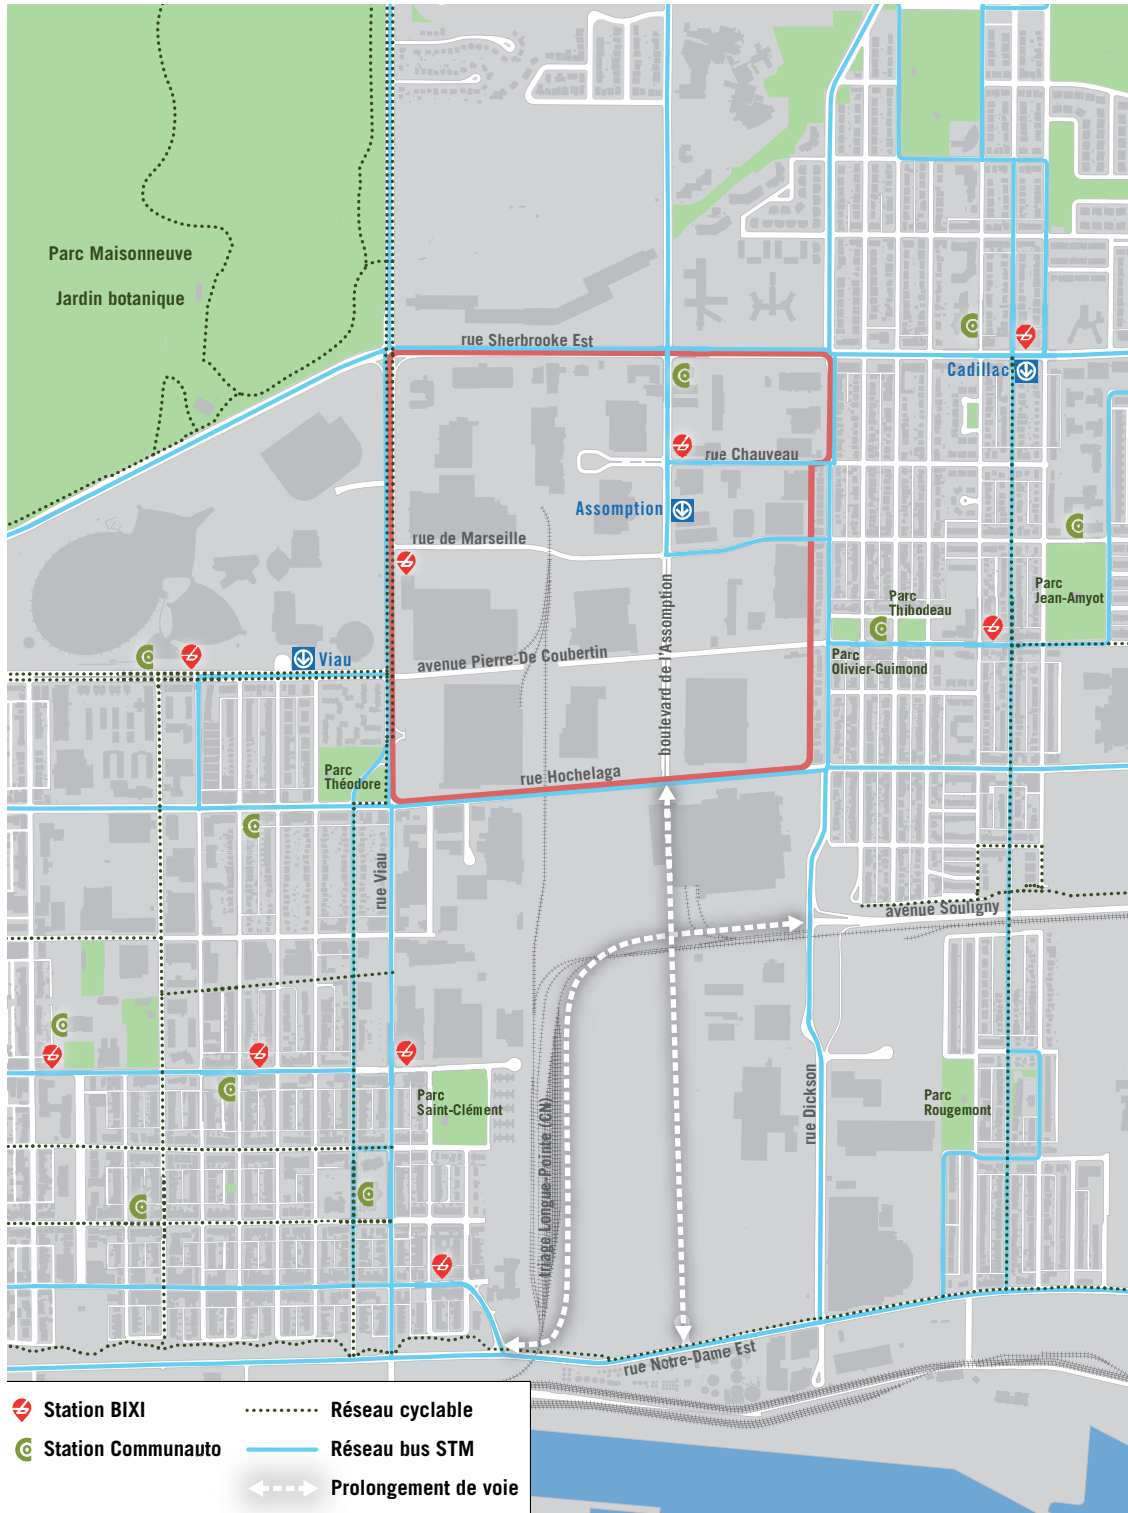 Parc Maisonneuve
Jardin botanique
rue Sherbrooke Est
Cadillac
rue Chauveau
Assomption
rue de Marseille
boulevard de l'Assomption
Parc
Jean-Amyot
Parc
Thibodeau
Viau
avenue Pierre-De Coubertin
Parc
Olivier-Guimond
Parc
Théodore
rue Hochelaga
rue Viau
avenue Souligny
Parc
Saint-Clément
triage Longue-Pointe (CN)
rue Dickson
Parc
Rougemont
rue Notre-Dame Est
Station BIXI
Réseau cyclable
Station Communauto
Réseau bus STM
Prolongement de voie